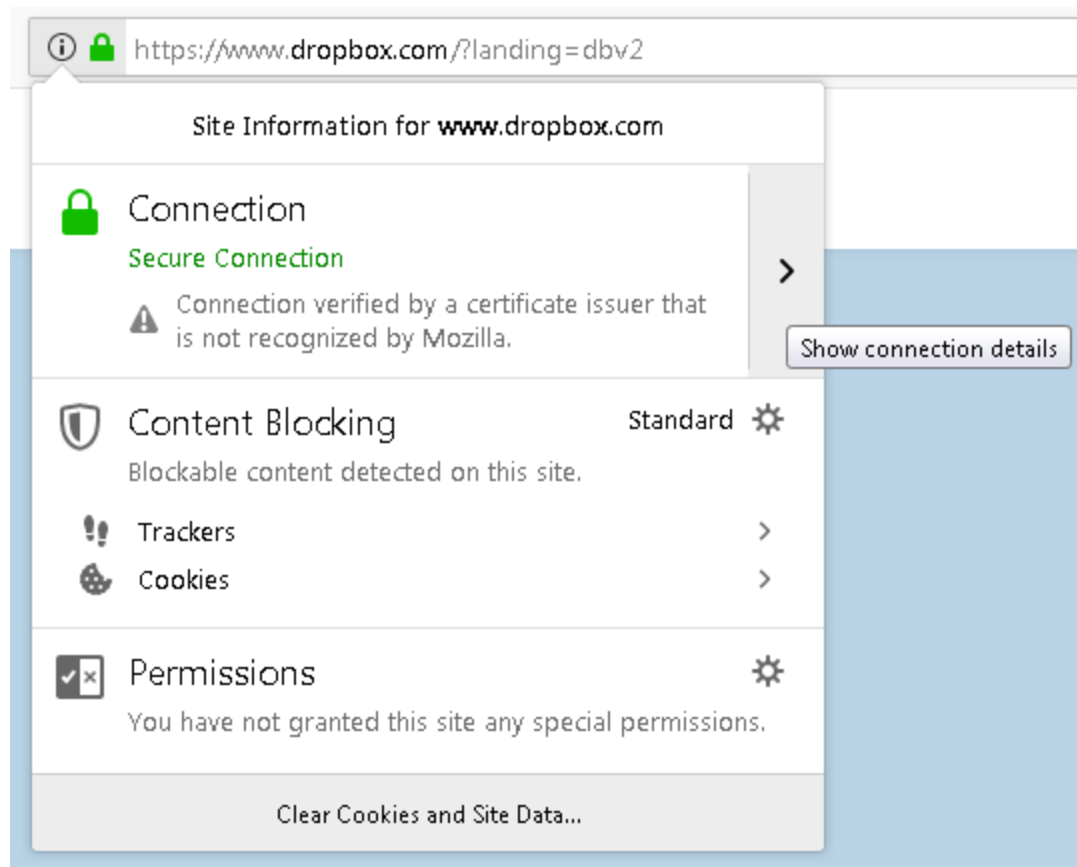 https://www.dropbox.com/?landing=dbv2
Site Information for www.dropbox.com
Connection
Secure Connection
Connection verified by a certificate issuer that
is not recognized by Mozilla.
Show connection details
Content Blocking
Standard
Blockable content detected on this site.
Trackers
Cookies
Permissions
You have not granted this site any special permissions.
Clear Cookies and Site Data...